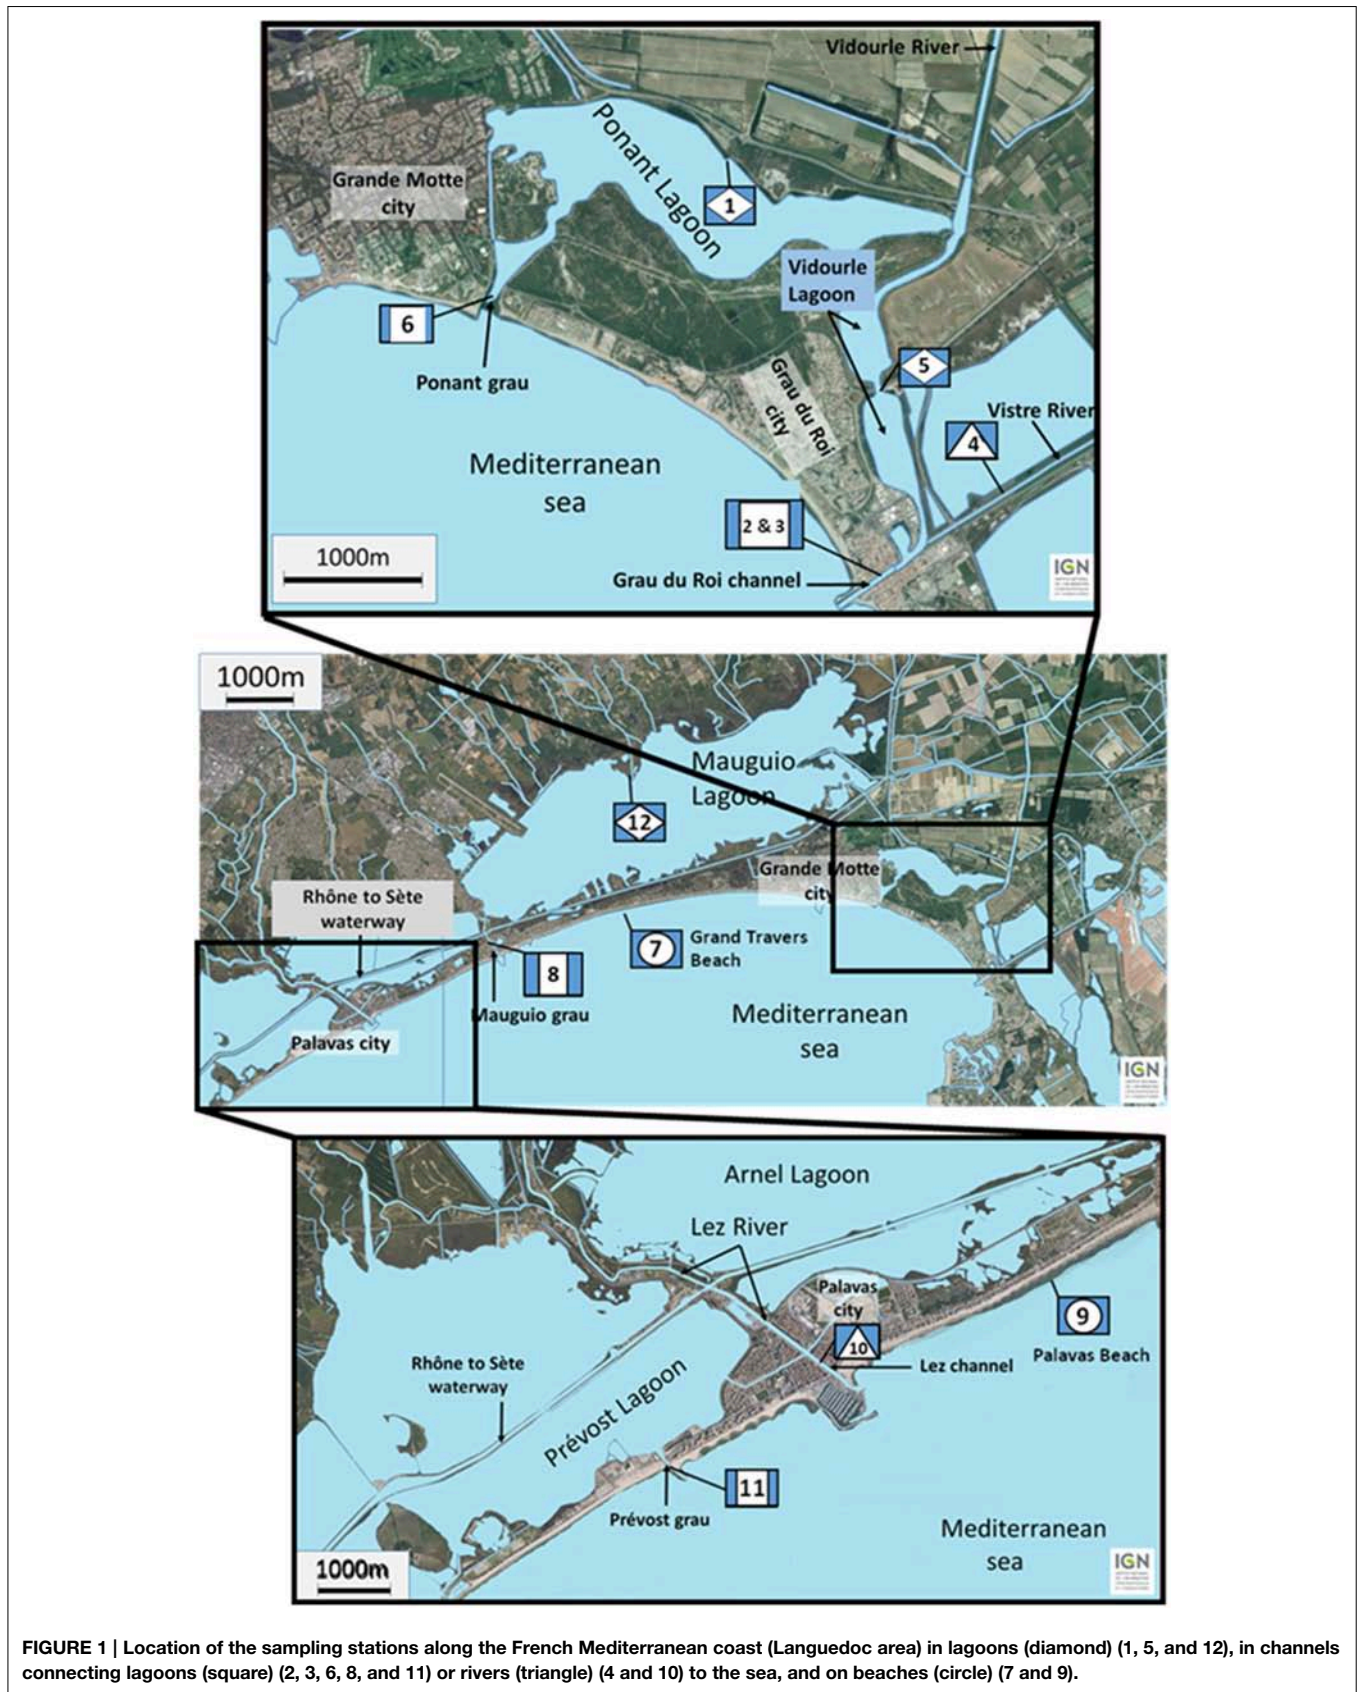 Vidourle River
Ponant Lagoon
Grande Motte
city
1
Vidourle
Lagoon
6
Ponant grau
5
Grau du Roi
city
Vistre River
4
Mediterranean
sea
2 & 3
1000m
Grau du Roi channel
IGN
1000m
Mauguio
Lagoon
12
Grande Motte
city
Rhône to Sète
waterway
7
Grand Travers
Beach
8
Mauguio grau
Mediterranean
sea
Palavas city
IGN
Arnel Lagoon
Lez River
Palavas
city
9
10
Palavas Beach
Lez channel
Rhône to Sète
waterway
Prévost Lagoon
11
Prévost grau
Mediterranean
sea
1000m
IGN
FIGURE 1 | Location of the sampling stations along the French Mediterranean coast (Languedoc area) in lagoons (diamond) (1, 5, and 12), in channels
connecting lagoons (square) (2, 3, 6, 8, and 11) or rivers (triangle) (4 and 10) to the sea, and on beaches (circle) (7 and 9).